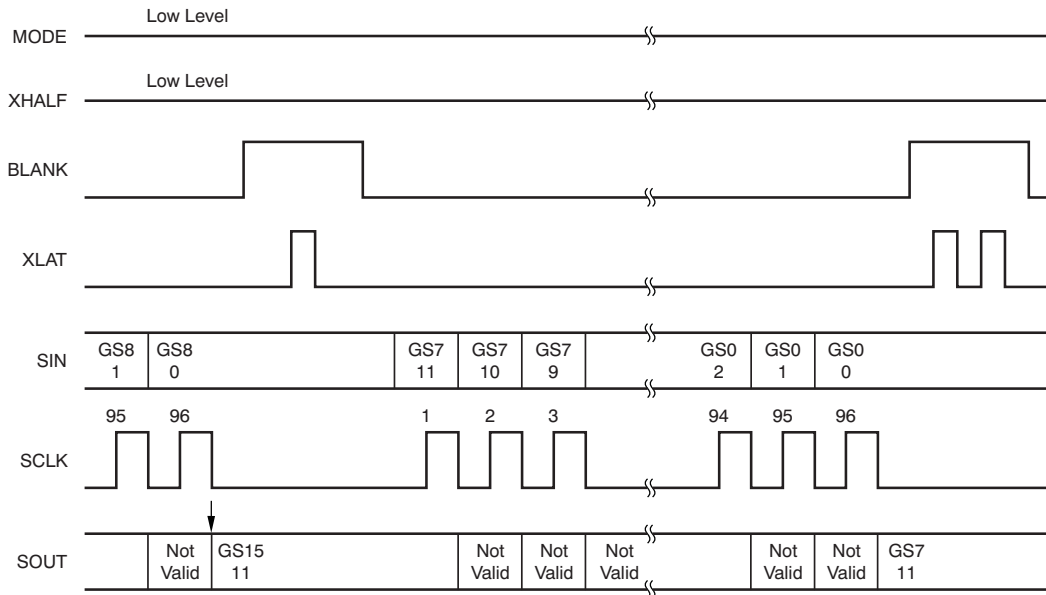 Low Level
MODE
Low Level
XHALF
BLANK
XLAT
SIN
GS8 1
GS8 0
GS7 11
GS7 10
GS7 9
GS0 2
GS0 1
GS0 0
95 96 1 2 3 94 95 96
SCLK
SOUT
Not Valid
GS15 11
Not Valid
Not Valid
Not Valid
Not Valid
Not Valid
GS7 11